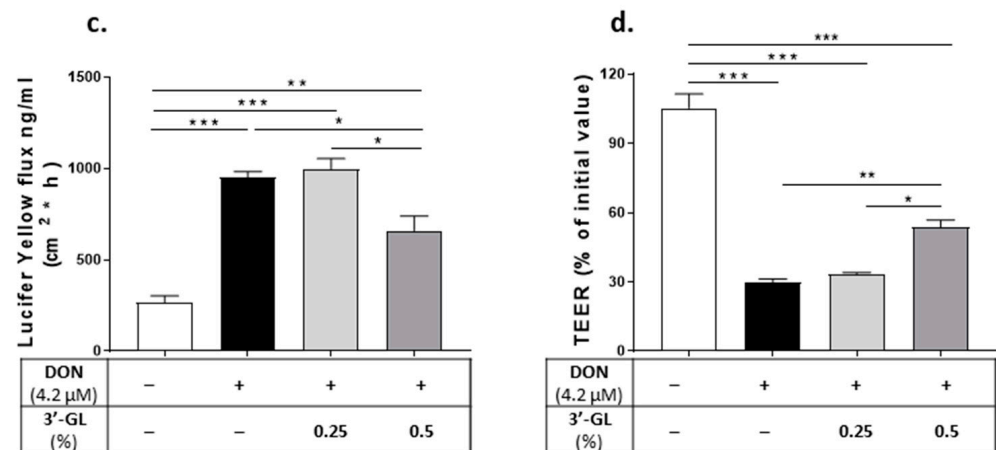 c.
Lucifer Yellow flux ng/ml
(cm 2 * h)
1500
1000
500
0
**
***
***
*
*
DON
(4.2 µM)
– + + +
3’-GL
(%)
– – 0.25 0.5
d.
TEER (% of initial value)
120
90
60
30
0
***
***
***
**
*
DON
(4.2 µM)
– + + +
3’-GL
(%)
– – 0.25 0.5